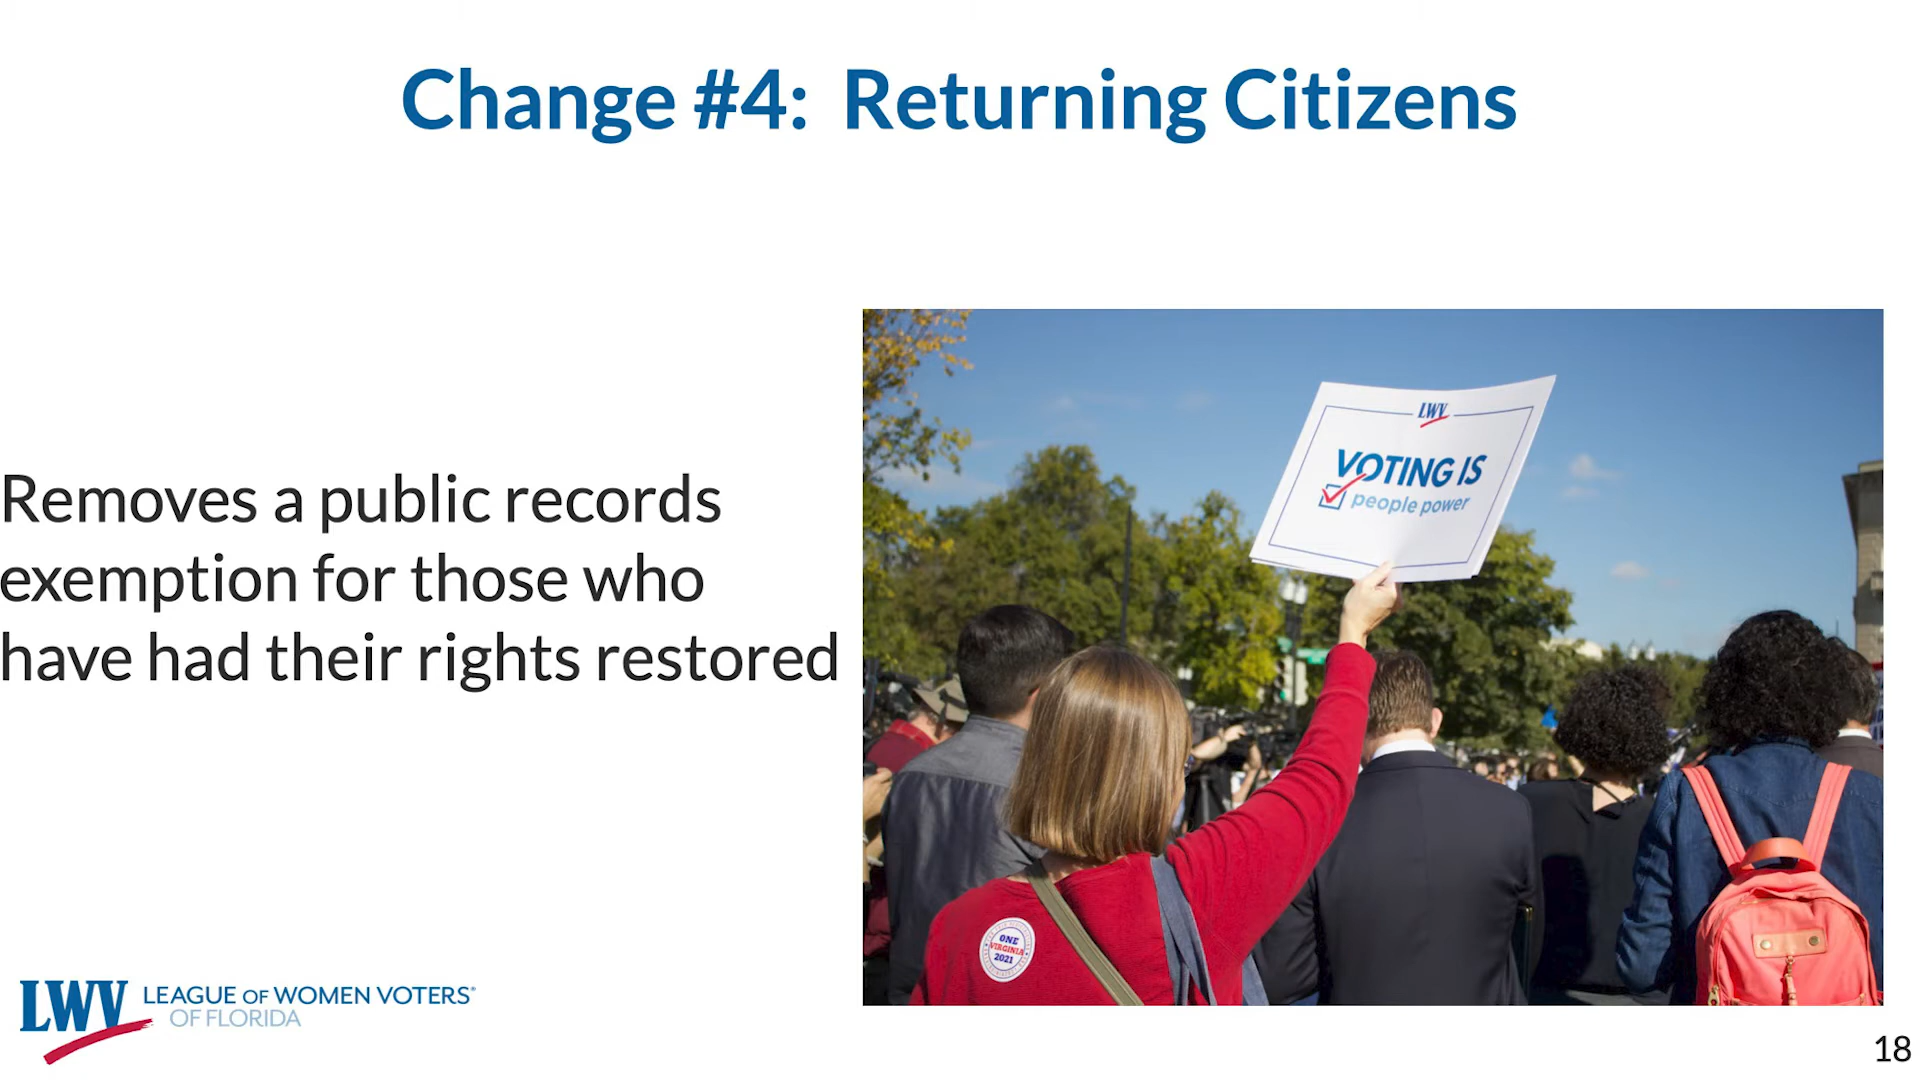 Change #4: Returning Citizens
Removes a public records
exemption for those who
have had their rights restored
LWV
VOTING IS
people power
ONE
VIRGINIA
2021
LWV LEAGUE OF WOMEN VOTERS®
OF FLORIDA
18